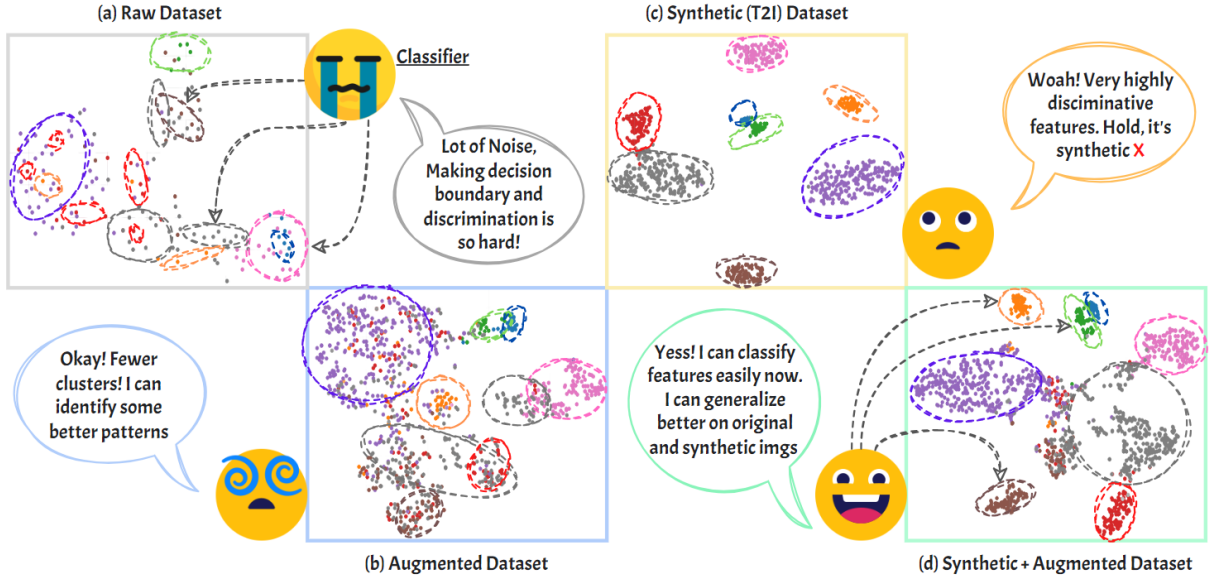 (a) Raw Dataset
Classifier
Lot of Noise,
Making decision
boundary and
discrimination is
so hard!
(c) Synthetic (T2I) Dataset
Woah! Very highly
disciminative
features. Hold, it's
synthetic X
Okay! Fewer
clusters! I can
identify some
better patterns
(b) Augmented Dataset
Yess! I can classify
features easily now.
I can generalize
better on original
and synthetic imgs
(d) Synthetic + Augmented Dataset